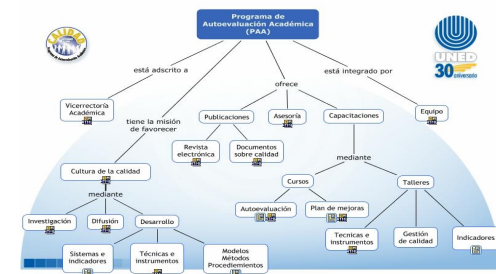 Programa de
Autoevaluación Académica
(PAA)
CALIDAD
UNED
30 aniversario
está adscrito a
ofrece
está integrado por
Vicerrectoría
Académica
tiene la misión
de favorecer
Publicaciones
Asesoría
Capacitaciones
Equipo
Revista
electrónica
Documentos
sobre calidad
mediante
Cultura de la calidad
mediante
Cursos
Talleres
Investigación
Difusión
Desarrollo
Autoevaluación
Plan de mejoras
Sistemas e
indicadores
Técnicas e
instrumentos
Modelos
Métodos
Procedimientos
Tecnicas e
instrumentos
Gestión
de calidad
Indicadores